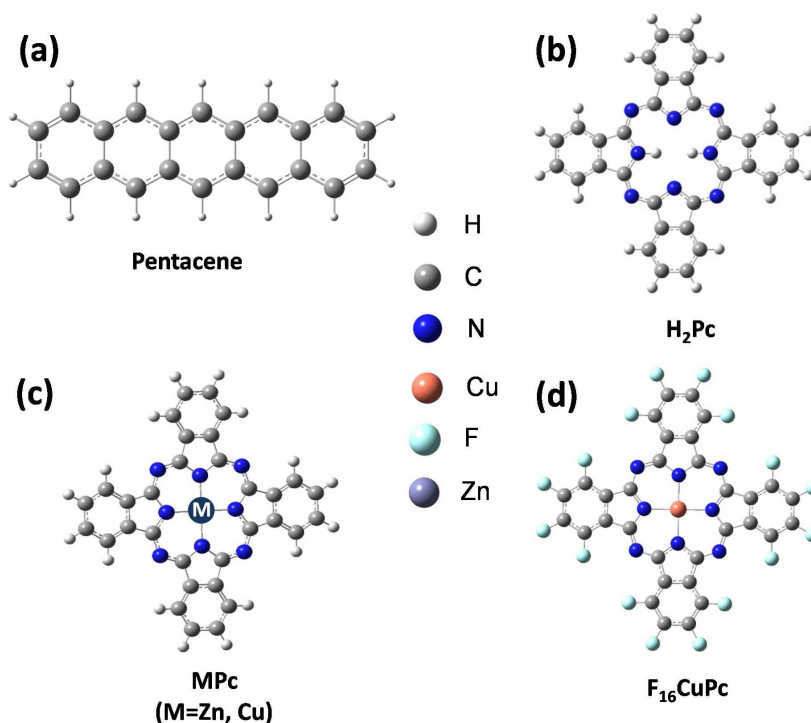 (a)
Pentacene
(b)
H₂Pc
H
C
N
Cu
F
Zn
(c)
M
MPc
(M=Zn, Cu)
(d)
F₁₆CuPc